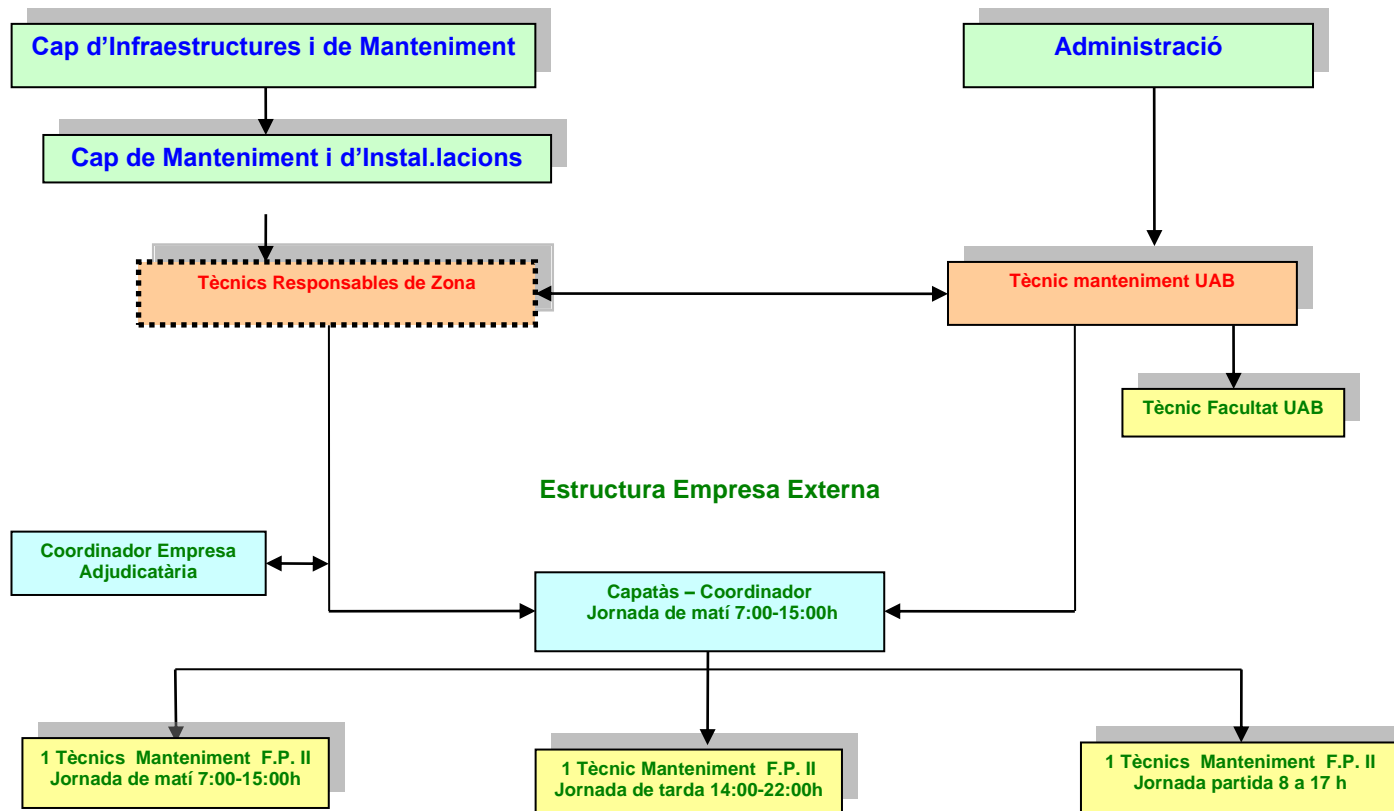 Cap d’Infraestructures i de Manteniment
Administració
Cap de Manteniment i d’Instal.lacions
Tècnics Responsables de Zona
Tècnic manteniment UAB
Tècnic Facultat UAB
Estructura Empresa Externa
Coordinador Empresa
Adjudicatària
Capatàs – Coordinador
Jornada de matí 7:00-15:00h
1 Tècnics Manteniment F.P. II
Jornada de matí 7:00-15:00h
1 Tècnic Manteniment F.P. II
Jornada de tarda 14:00-22:00h
1 Tècnics Manteniment F.P. II
Jornada partida 8 a 17 h